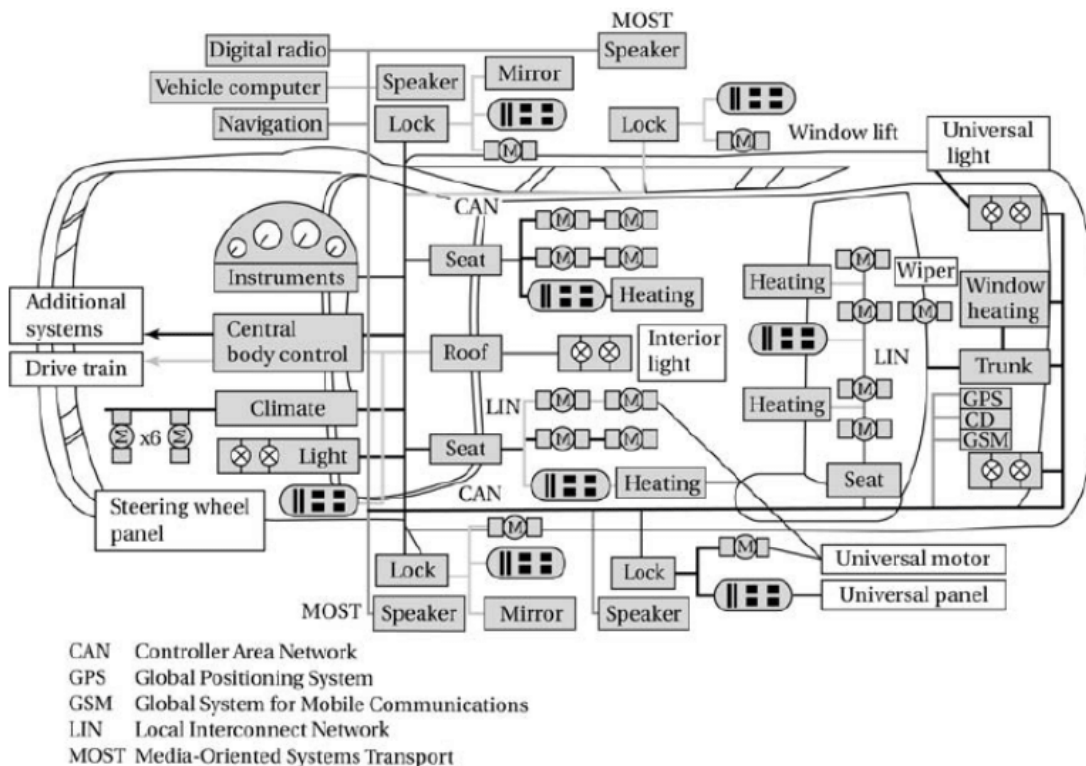 MOST
Digital radio
Speaker
Vehicle computer
Speaker
Mirror
Navigation
Lock
Lock
M
M
Window lift
Universal
light
CAN
Instruments
Seat
M
M
M
M
Heating
Additional
systems
Central
body control
Drive train
Roof
Interior
light
Heating
M
M
Wiper
M
Window
heating
LIN
Trunk
Climate
M
x6
M
Light
LIN
Seat
M
M
M
M
CAN
Heating
Heating
M
M
Seat
GPS
CD
GSM
Steering wheel
panel
Lock
M
MOST
Speaker
Mirror
Lock
Speaker
M
Universal motor
Universal panel
CAN Controller Area Network
GPS Global Positioning System
GSM Global System for Mobile Communications
LIN Local Interconnect Network
MOST Media-Oriented Systems Transport